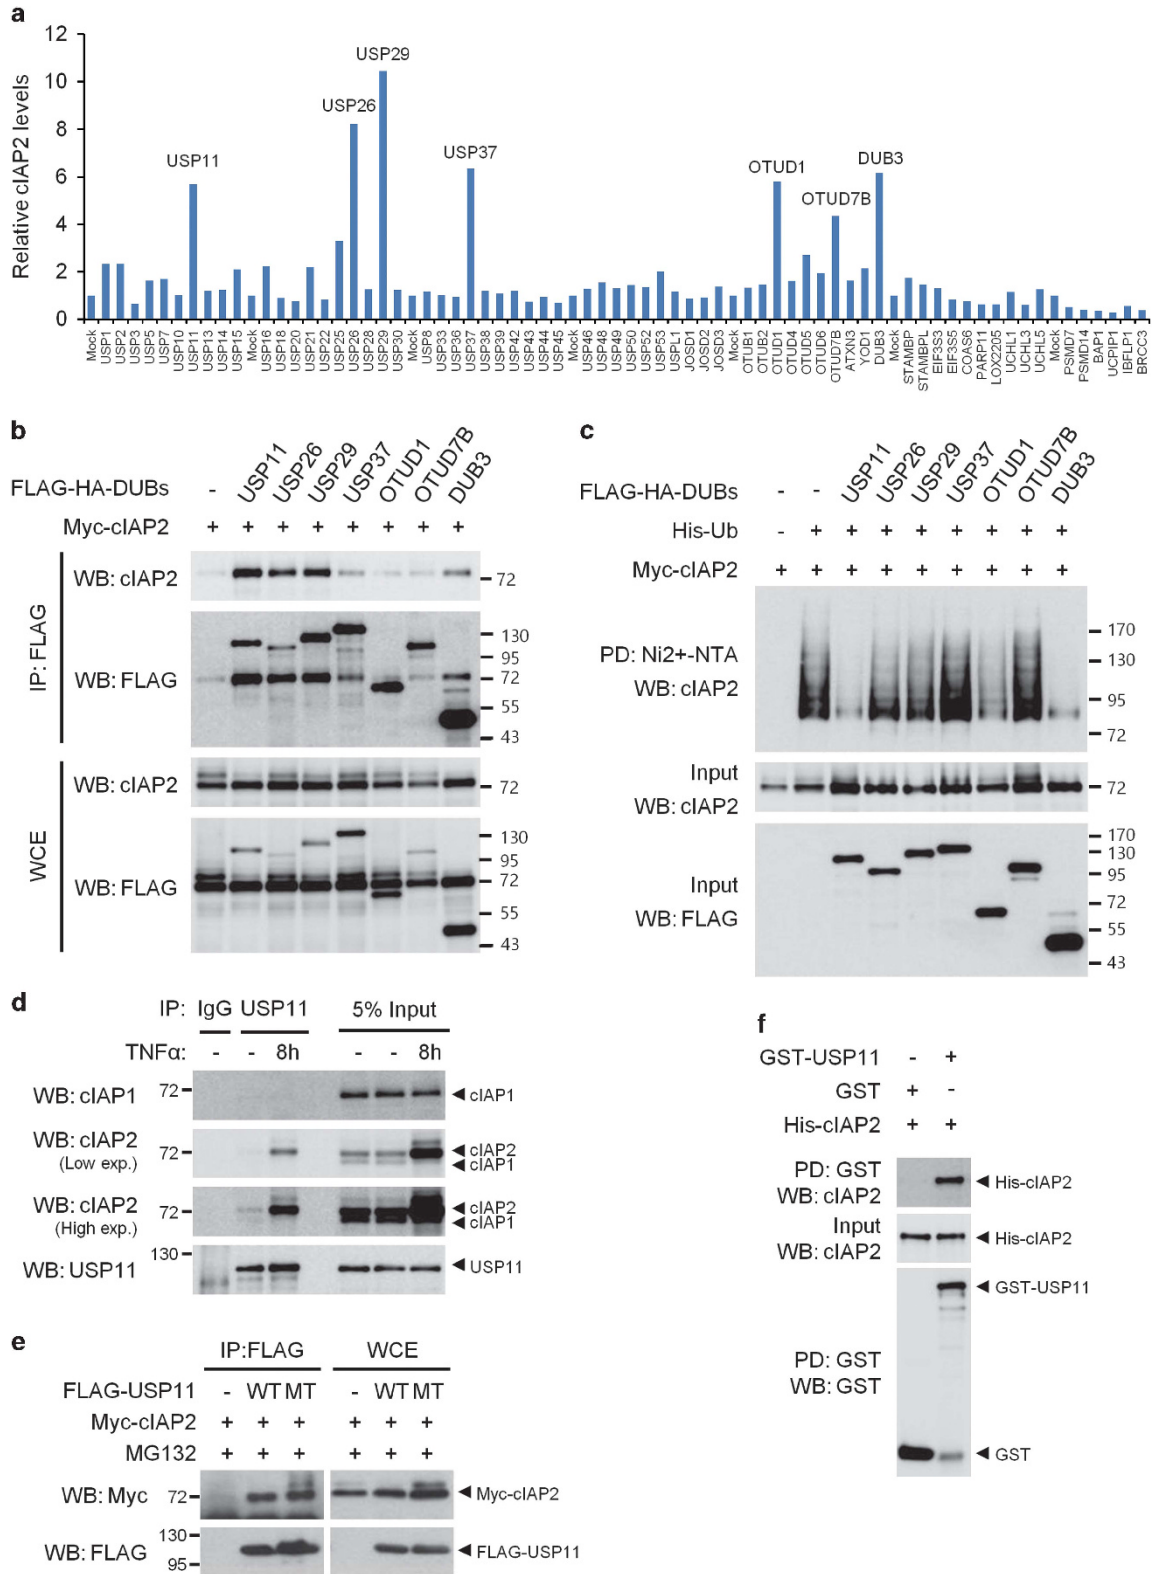 a
Relative cIAP2 levels
12
10
8
6
4
2
0
USP11
USP26
USP29
USP37
OTUD1
OTUD7B
DUB3
Mock
USP1
USP2
USP3
USP5
USP7
USP10
USP11
USP13
USP14
USP15
Mock
USP16
USP18
USP20
USP21
USP22
USP25
USP26
USP28
USP29
USP30
Mock
USP8
USP33
USP36
USP37
USP38
USP39
USP42
USP43
USP44
USP45
Mock
USP46
USP48
USP49
USP50
USP52
USP53
USPL1
JOSD1
JOSD2
JOSD3
Mock
OTUB1
OTUB2
OTUD1
OTUD4
OTUD5
OTUD6
OTUD7B
ATXN3
YOD1
DUB3
Mock
STAMBP
STAMBPL
EIF3S3
EIF3S5
COAS6
PARP11
LOX2205
UCHL1
UCHL3
UCHL5
Mock
PSMD7
PSMD14
BAP1
UCPIP1
IBFLP1
BRCC3
b
FLAG-HA-DUBs - USP11 USP26 USP29 USP37 OTUD1 OTUD7B DUB3
Myc-cIAP2 + + + + + + + +
IP: FLAG
WB: cIAP2
72
WB: FLAG
130
95
72
55
43
WCE
WB: cIAP2
72
WB: FLAG
130
95
72
55
43
c
FLAG-HA-DUBs - - USP11 USP26 USP29 USP37 OTUD1 OTUD7B DUB3
His-Ub - + + + + + + + +
Myc-cIAP2 + + + + + + + + +
PD: Ni2+-NTA
WB: cIAP2
170
130
95
72
Input
WB: cIAP2
72
Input
WB: FLAG
170
130
95
72
55
43
d
IP: IgG USP11 5% Input
TNFα: - - 8h - - 8h
WB: cIAP1
72
cIAP1
WB: cIAP2
(Low exp.)
72
cIAP2
cIAP1
WB: cIAP2
(High exp.)
72
cIAP2
cIAP1
WB: USP11
130
USP11
e
IP:FLAG WCE
FLAG-USP11 - WT MT - WT MT
Myc-cIAP2 + + + + + +
MG132 + + + + + +
WB: Myc
72
Myc-cIAP2
WB: FLAG
130
95
FLAG-USP11
f
GST-USP11 - +
GST + -
His-cIAP2 + +
PD: GST
WB: cIAP2
His-cIAP2
Input
WB: cIAP2
His-cIAP2
GST-USP11
PD: GST
WB: GST
GST